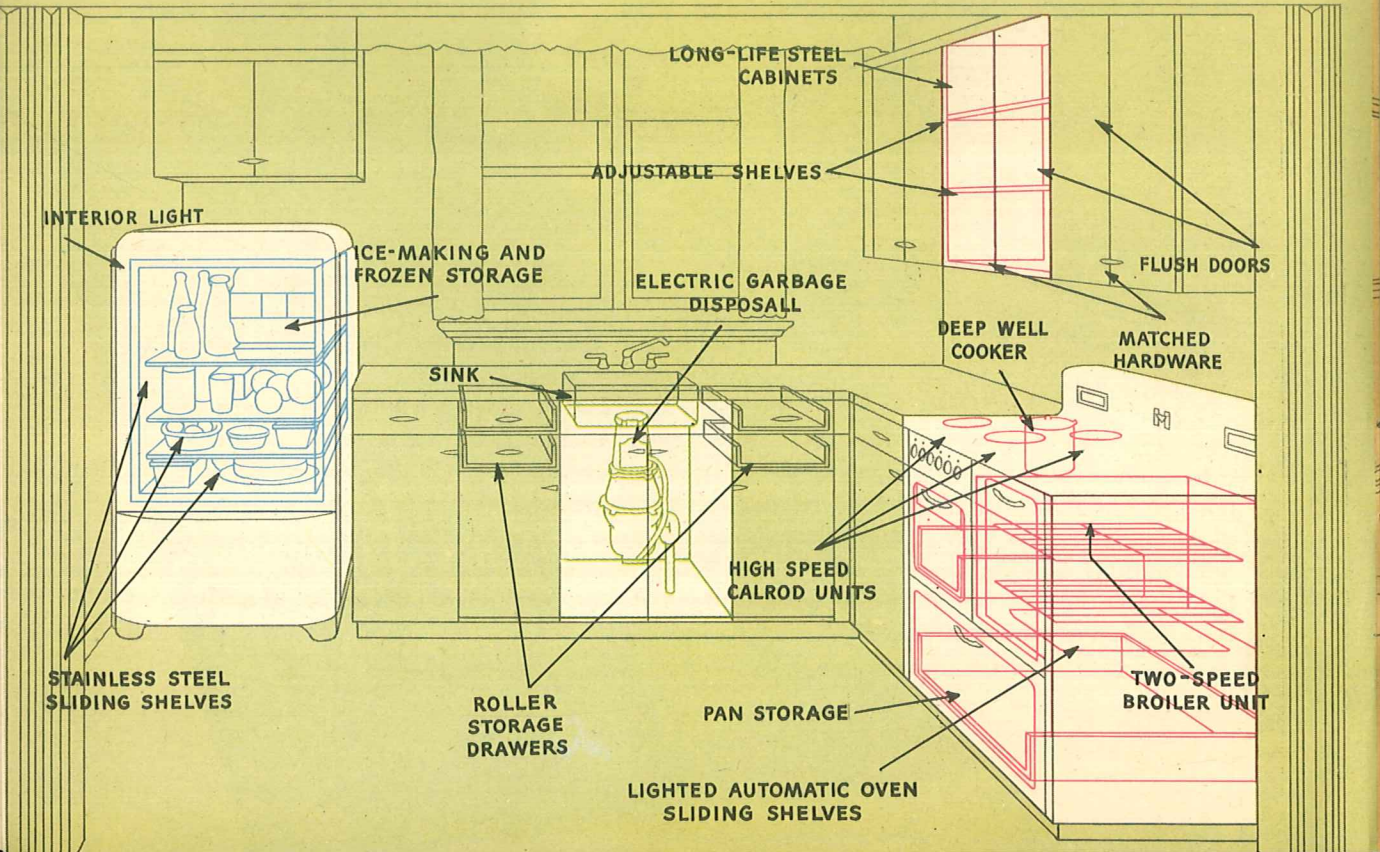 LONG-LIFE STEEL
CABINETS
ADJUSTABLE SHELVES
INTERIOR LIGHT
ICE-MAKING AND
FROZEN STORAGE
ELECTRIC GARBAGE
DISPOSALL
FLUSH DOORS
DEEP WELL
COOKER
MATCHED
HARDWARE
SINK
HIGH SPEED
CALROD UNITS
STAINLESS STEEL
SLIDING SHELVES
ROLLER
STORAGE
DRAWERS
PAN STORAGE
TWO-SPEED
BROILER UNIT
LIGHTED AUTOMATIC OVEN
SLIDING SHELVES